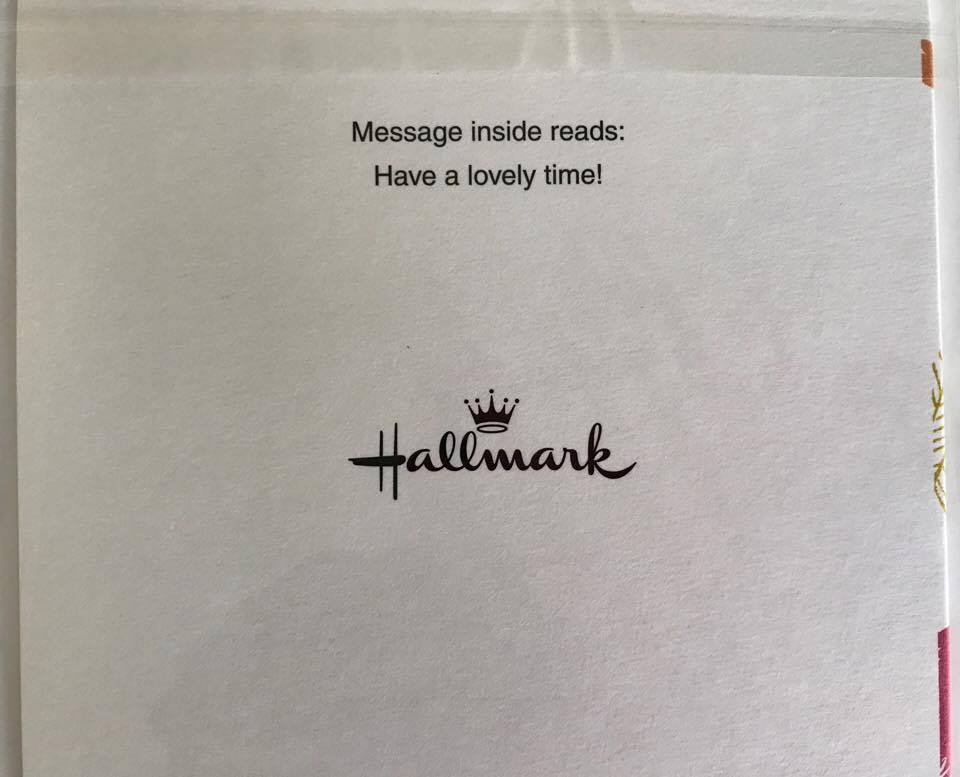 Message inside reads:
Have a lovely time!
Hallmark